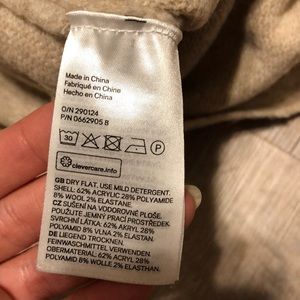 Made in China
Fabriqué en Chine
Hecho en China
O/N 290124
P/N 0662905 B
30
P
clevercare.info
GB DRY FLAT. USE MILD DETERGENT.
SHELL: 62% ACRYLIC 28% POLYAMIDE
8% WOOL 2% ELASTANE.
CZ SUŠENÍ NA VODOROVNÉ PLOŠE.
POUŽIJTE JEMNÝ PRACÍ PROSTŘEDEK.
SVRCHNÍ LÁTKA: 62% AKRYL 28%
POLYAMID 8% VLNA 2% ELASTAN.
DE LIEGEND TROCKNEN.
FEINWASCHMITTEL VERWENDEN.
OBERMATERIAL: 62% ACRYL 28%
POLYAMID 8% WOLLE 2% ELASTHAN.